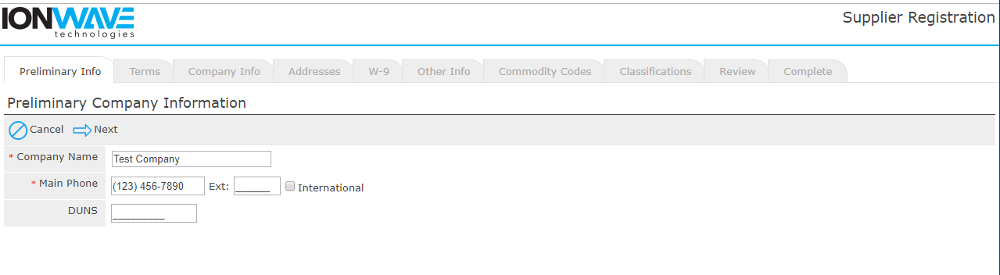 IONWAVE
technologies
Supplier Registration
Preliminary Info Terms Company Info Addresses W-9 Other Info Commodity Codes Classifications Review Complete
Preliminary Company Information
Cancel Next
* Company Name Test Company
* Main Phone (123) 456-7890 Ext: ______ International
DUNS _________